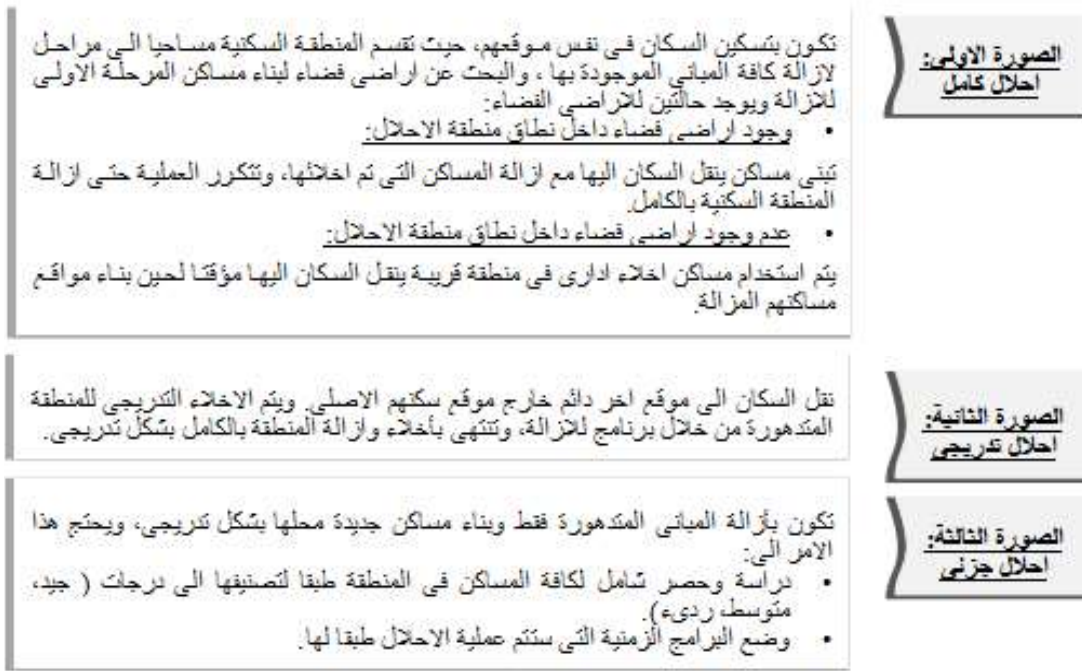 الصورة الاولى:
احلال كامل
تكون بتسكين السكان فى نفس موقعهم، حيث تقسم المنطقة السكنية مساحيا الى مراحل
لازالة كافة المبانى الموجودة بها ، والبحث عن اراضى فضاء لبناء مساكن المرحلة الاولى
للازالة ويوجد حالتين للاراضى الفضاء:
• وجود اراضى فضاء داخل نطاق منطقة الاحلال:
تبنى مساكن ينقل السكان اليها مع ازالة المساكن التى تم اخلائها، وتتكرر العملية حتى ازالة
المنطقة السكنية بالكامل.
• عدم وجود اراضى فضاء داخل نطاق منطقة الاحلال:
يتم استخدام مساكن اخلاء ادارى فى منطقة قريبة ينقل السكان اليها مؤقتا لحين بناء مواقع
مساكنهم المزالة.
الصورة الثانية:
احلال تدريجى
نقل السكان الى موقع اخر دائم خارج موقع سكنهم الاصلى. ويتم الاخلاء التدريجى للمنطقة
المتدهورة من خلال برنامج للازالة، وتنتهى بأخلاء وازالة المنطقة بالكامل بشكل تدريجى.
الصورة الثالثة:
احلال جزئى
تكون بأزالة المبانى المتدهورة فقط وبناء مساكن جديدة محلها بشكل تدريجى، ويحتج هذا
الامر الى:
• دراسة وحصر شامل لكافة المساكن فى المنطقة طبقا لتصنيفها الى درجات ( جيد،
متوسط، ردىء).
• وضع البرامج الزمنية التى ستتم عملية الاحلال طبقا لها.